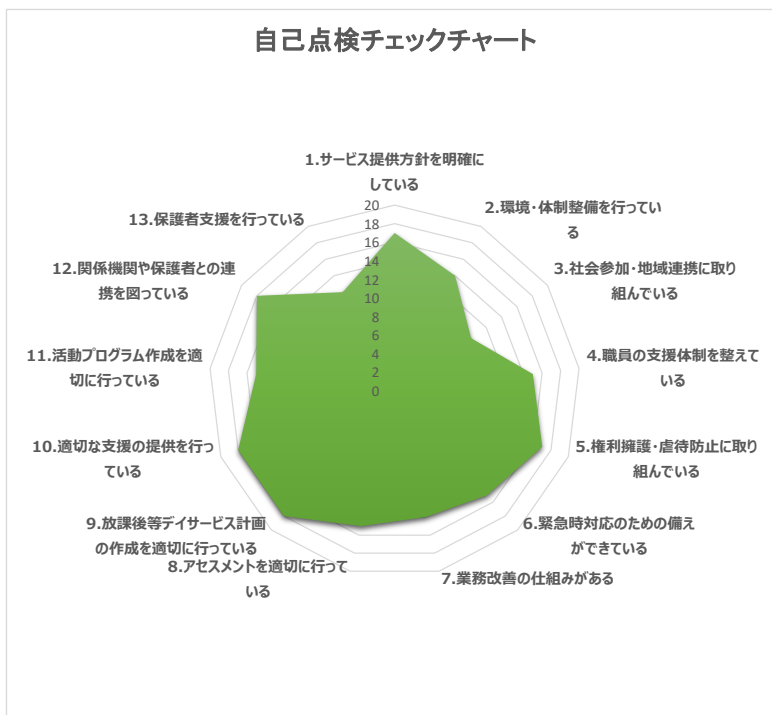 自己点検チェックチャート
1.サービス提供方針を明確に
している
2.環境・体制整備を行ってい
る
3.社会参加・地域連携に取り
組んでいる
4.職員の支援体制を整えて
いる
5.権利擁護・虐待防止に取り
組んでいる
6.緊急時対応のための備え
ができている
7.業務改善の仕組みがある
8.アセスメントを適切に行って
いる
9.放課後等デイサービス計画
の作成を適切に行っている
10.適切な支援の提供を行っ
ている
11.活動プログラム作成を適
切に行っている
12.関係機関や保護者との連
携を図っている
13.保護者支援を行っている
20
18
16
14
12
10
8
6
4
2
0